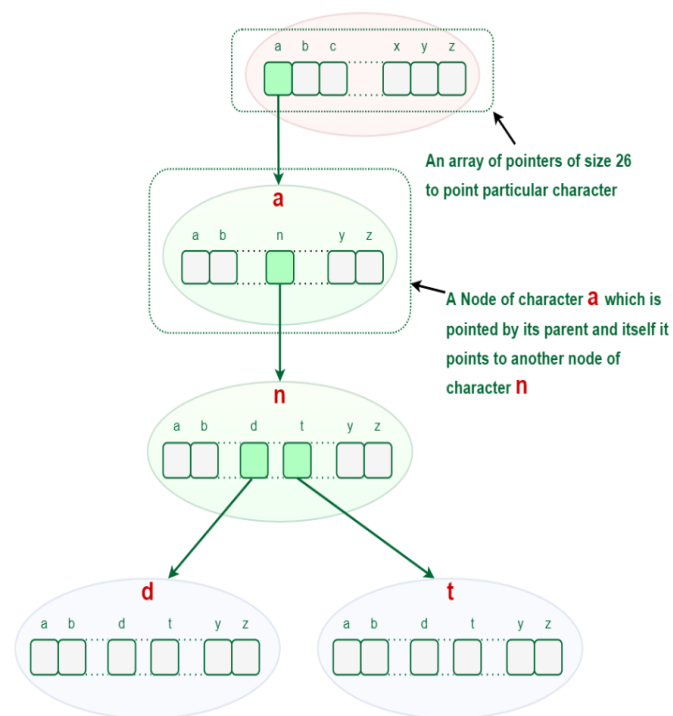 a b c x y z
An array of pointers of size 26
to point particular character
a
a b n y z
A Node of character a which is
pointed by its parent and itself it
points to another node of
character n
n
a b d t y z
d
a b d t y z
t
a b d t y z